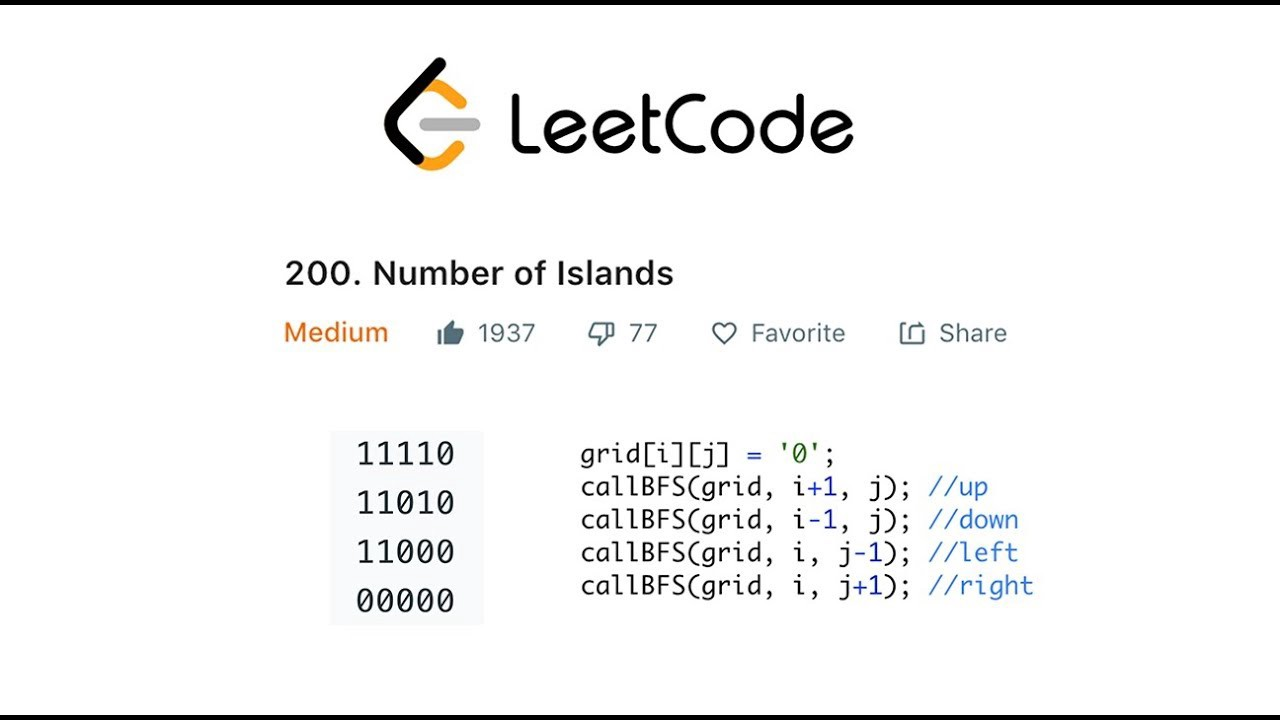 LeetCode
200. Number of Islands
Medium 1937 77 Favorite Share
11110
11010
11000
00000
grid[i][j] = '0';
callBFS(grid, i+1, j); //up
callBFS(grid, i-1, j); //down
callBFS(grid, i, j-1); //left
callBFS(grid, i, j+1); //right